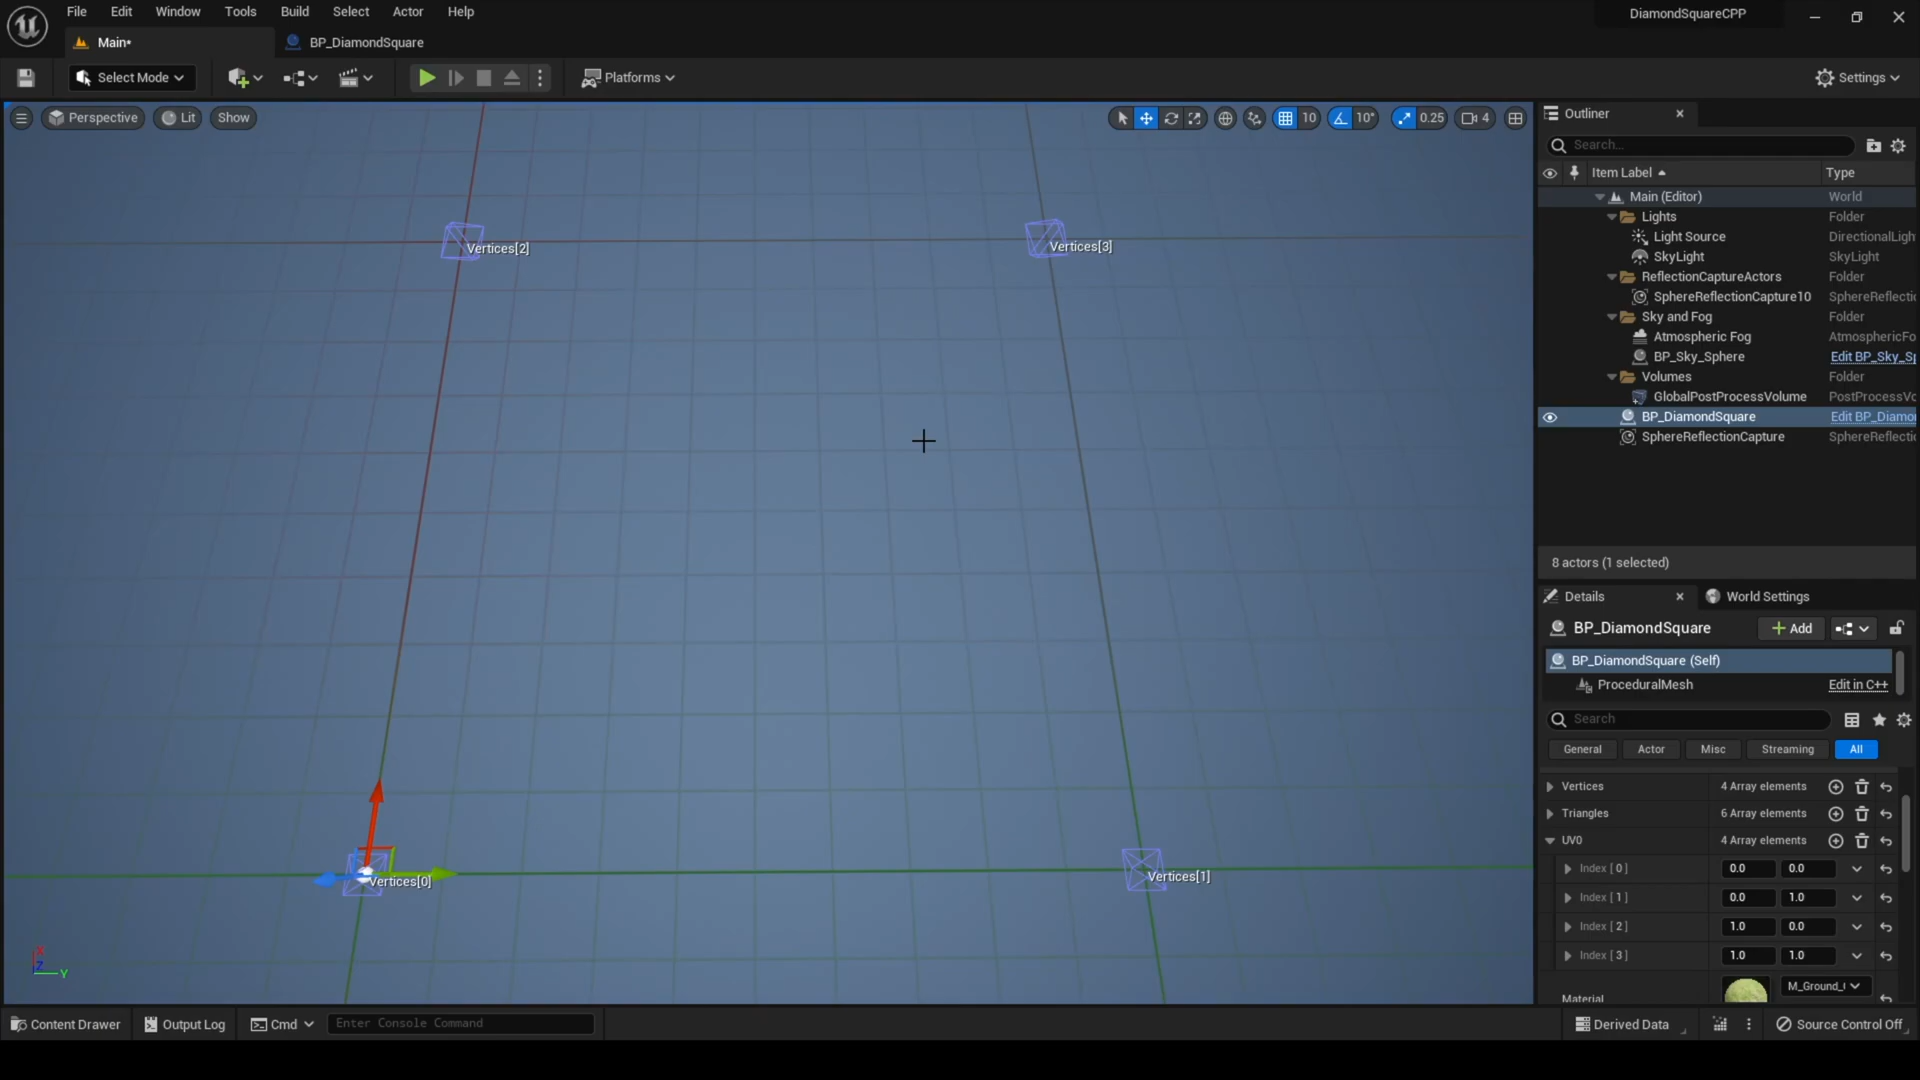 File Edit Window Tools Build Select Actor Help
DiamondSquareCPP
Main* BP_DiamondSquare
Select Mode Platforms Settings
Perspective Lit Show 10 10° 0.25 4
Vertices[2]
Vertices[3]
Vertices[0]
Vertices[1]
X
Z
Y
Outliner
Search...
Item Label Type
Main (Editor) World
Lights Folder
Light Source DirectionalLigh
SkyLight SkyLight
ReflectionCaptureActors Folder
SphereReflectionCapture10 SphereReflectic
Sky and Fog Folder
Atmospheric Fog AtmosphericFo
BP_Sky_Sphere Edit BP_Sky_Sp
Volumes Folder
GlobalPostProcessVolume PostProcessVo
BP_DiamondSquare Edit BP_Diamo
SphereReflectionCapture SphereReflectic
8 actors (1 selected)
Details World Settings
BP_DiamondSquare Add
BP_DiamondSquare (Self)
ProceduralMesh Edit in C++
Search
General Actor Misc Streaming All
Vertices 4 Array elements
Triangles 6 Array elements
UV0 4 Array elements
Index [ 0 ] 0.0 0.0
Index [ 1 ] 0.0 1.0
Index [ 2 ] 1.0 0.0
Index [ 3 ] 1.0 1.0
Material M_Ground_
Content Drawer Output Log Cmd Enter Console Command Derived Data Source Control Off